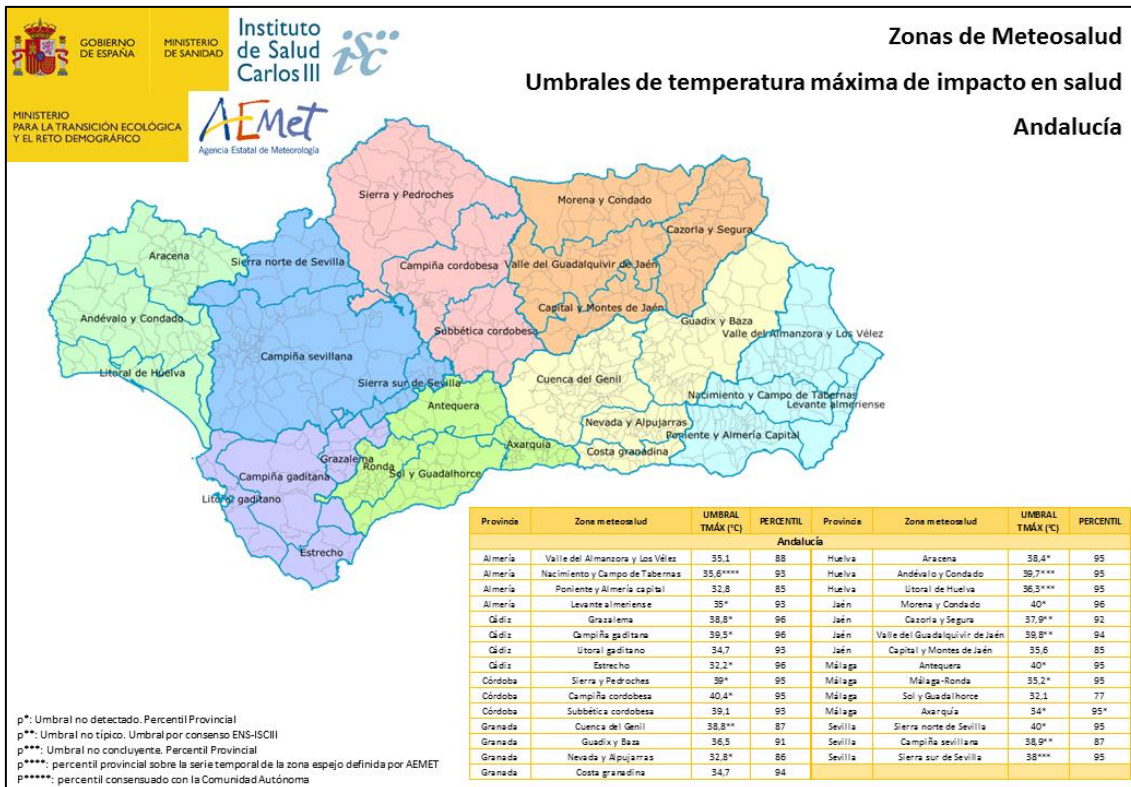 GOBIERNO
DE ESPAÑA
MINISTERIO
DE SANIDAD
Instituto
de Salud
Carlos III
isc
MINISTERIO
PARA LA TRANSICIÓN ECOLÓGICA
Y EL RETO DEMOGRÁFICO
AEMet
Agencia Estatal de Meteorología
Zonas de Meteosalud
Umbrales de temperatura máxima de impacto en salud
Andalucía
Sierra y Pedroches
Morena y Condado
Cazorla y Segura
Aracena
Sierra norte de Sevilla
Campiña cordobesa
Valle del Guadalquivir de Jaén
Andévalo y Condado
Capital y Montes de Jaén
Guadix y Baza
Subbética cordobesa
Valle del Almanzora y Los Vélez
Campiña sevillana
Litoral de Huelva
Sierra sur de Sevilla
Cuenca del Genil
Nacimiento y Campo de Tabernas
Levante almeriense
Antequera
Nevada y Alpujarras
Poniente y Almería Capital
Axarquía
Costa granadina
Grazalema
Ronda
Sol y Guadalhorce
Campiña gaditana
Litoral gaditano
Estrecho
Provincia Zona meteosalud UMBRAL TMÁX (°C) PERCENTIL Provincia Zona meteosalud UMBRAL TMÁX (°C) PERCENTIL
Andalucía
Almería Valle del Almanzora y Los Vélez 35,1 88 Huelva Aracena 38,4* 95
Almería Nacimiento y Campo de Tabernas 35,6**** 93 Huelva Andévalo y Condado 39,7*** 95
Almería Poniente y Almería capital 32,8 85 Huelva Litoral de Huelva 36,3*** 95
Almería Levante almeriense 35* 93 Jaén Morena y Condado 40* 96
Cádiz Grazalema 38,8* 96 Jaén Cazorla y Segura 37,9** 92
Cádiz Campiña gaditana 39,5* 96 Jaén Valle del Guadalquivir de Jaén 39,8** 94
Cádiz Litoral gaditano 34,7 93 Jaén Capital y Montes de Jaén 35,6 85
Cádiz Estrecho 32,2* 96 Málaga Antequera 40* 95
Córdoba Sierra y Pedroches 39* 95 Málaga Málaga-Ronda 35,2* 95
Córdoba Campiña cordobesa 40,4* 95 Málaga Sol y Guadalhorce 32,1 77
Córdoba Subbética cordobesa 39,1 93 Málaga Axarquía 34* 95*
Granada Cuenca del Genil 38,8** 87 Sevilla Sierra norte de Sevilla 40* 95
Granada Guadix y Baza 36,5 91 Sevilla Campiña sevillana 38,9** 87
Granada Nevada y Alpujarras 32,8* 86 Sevilla Sierra sur de Sevilla 38*** 95
Granada Costa granadina 34,7 94
p*: Umbral no detectado. Percentil Provincial
p**: Umbral no típico. Umbral por consenso ENS-ISCIII
p***: Umbral no concluyente. Percentil Provincial
p****: percentil provincial sobre la serie temporal de la zona espejo definida por AEMET
P*****: percentil consensuado con la Comunidad Autónoma